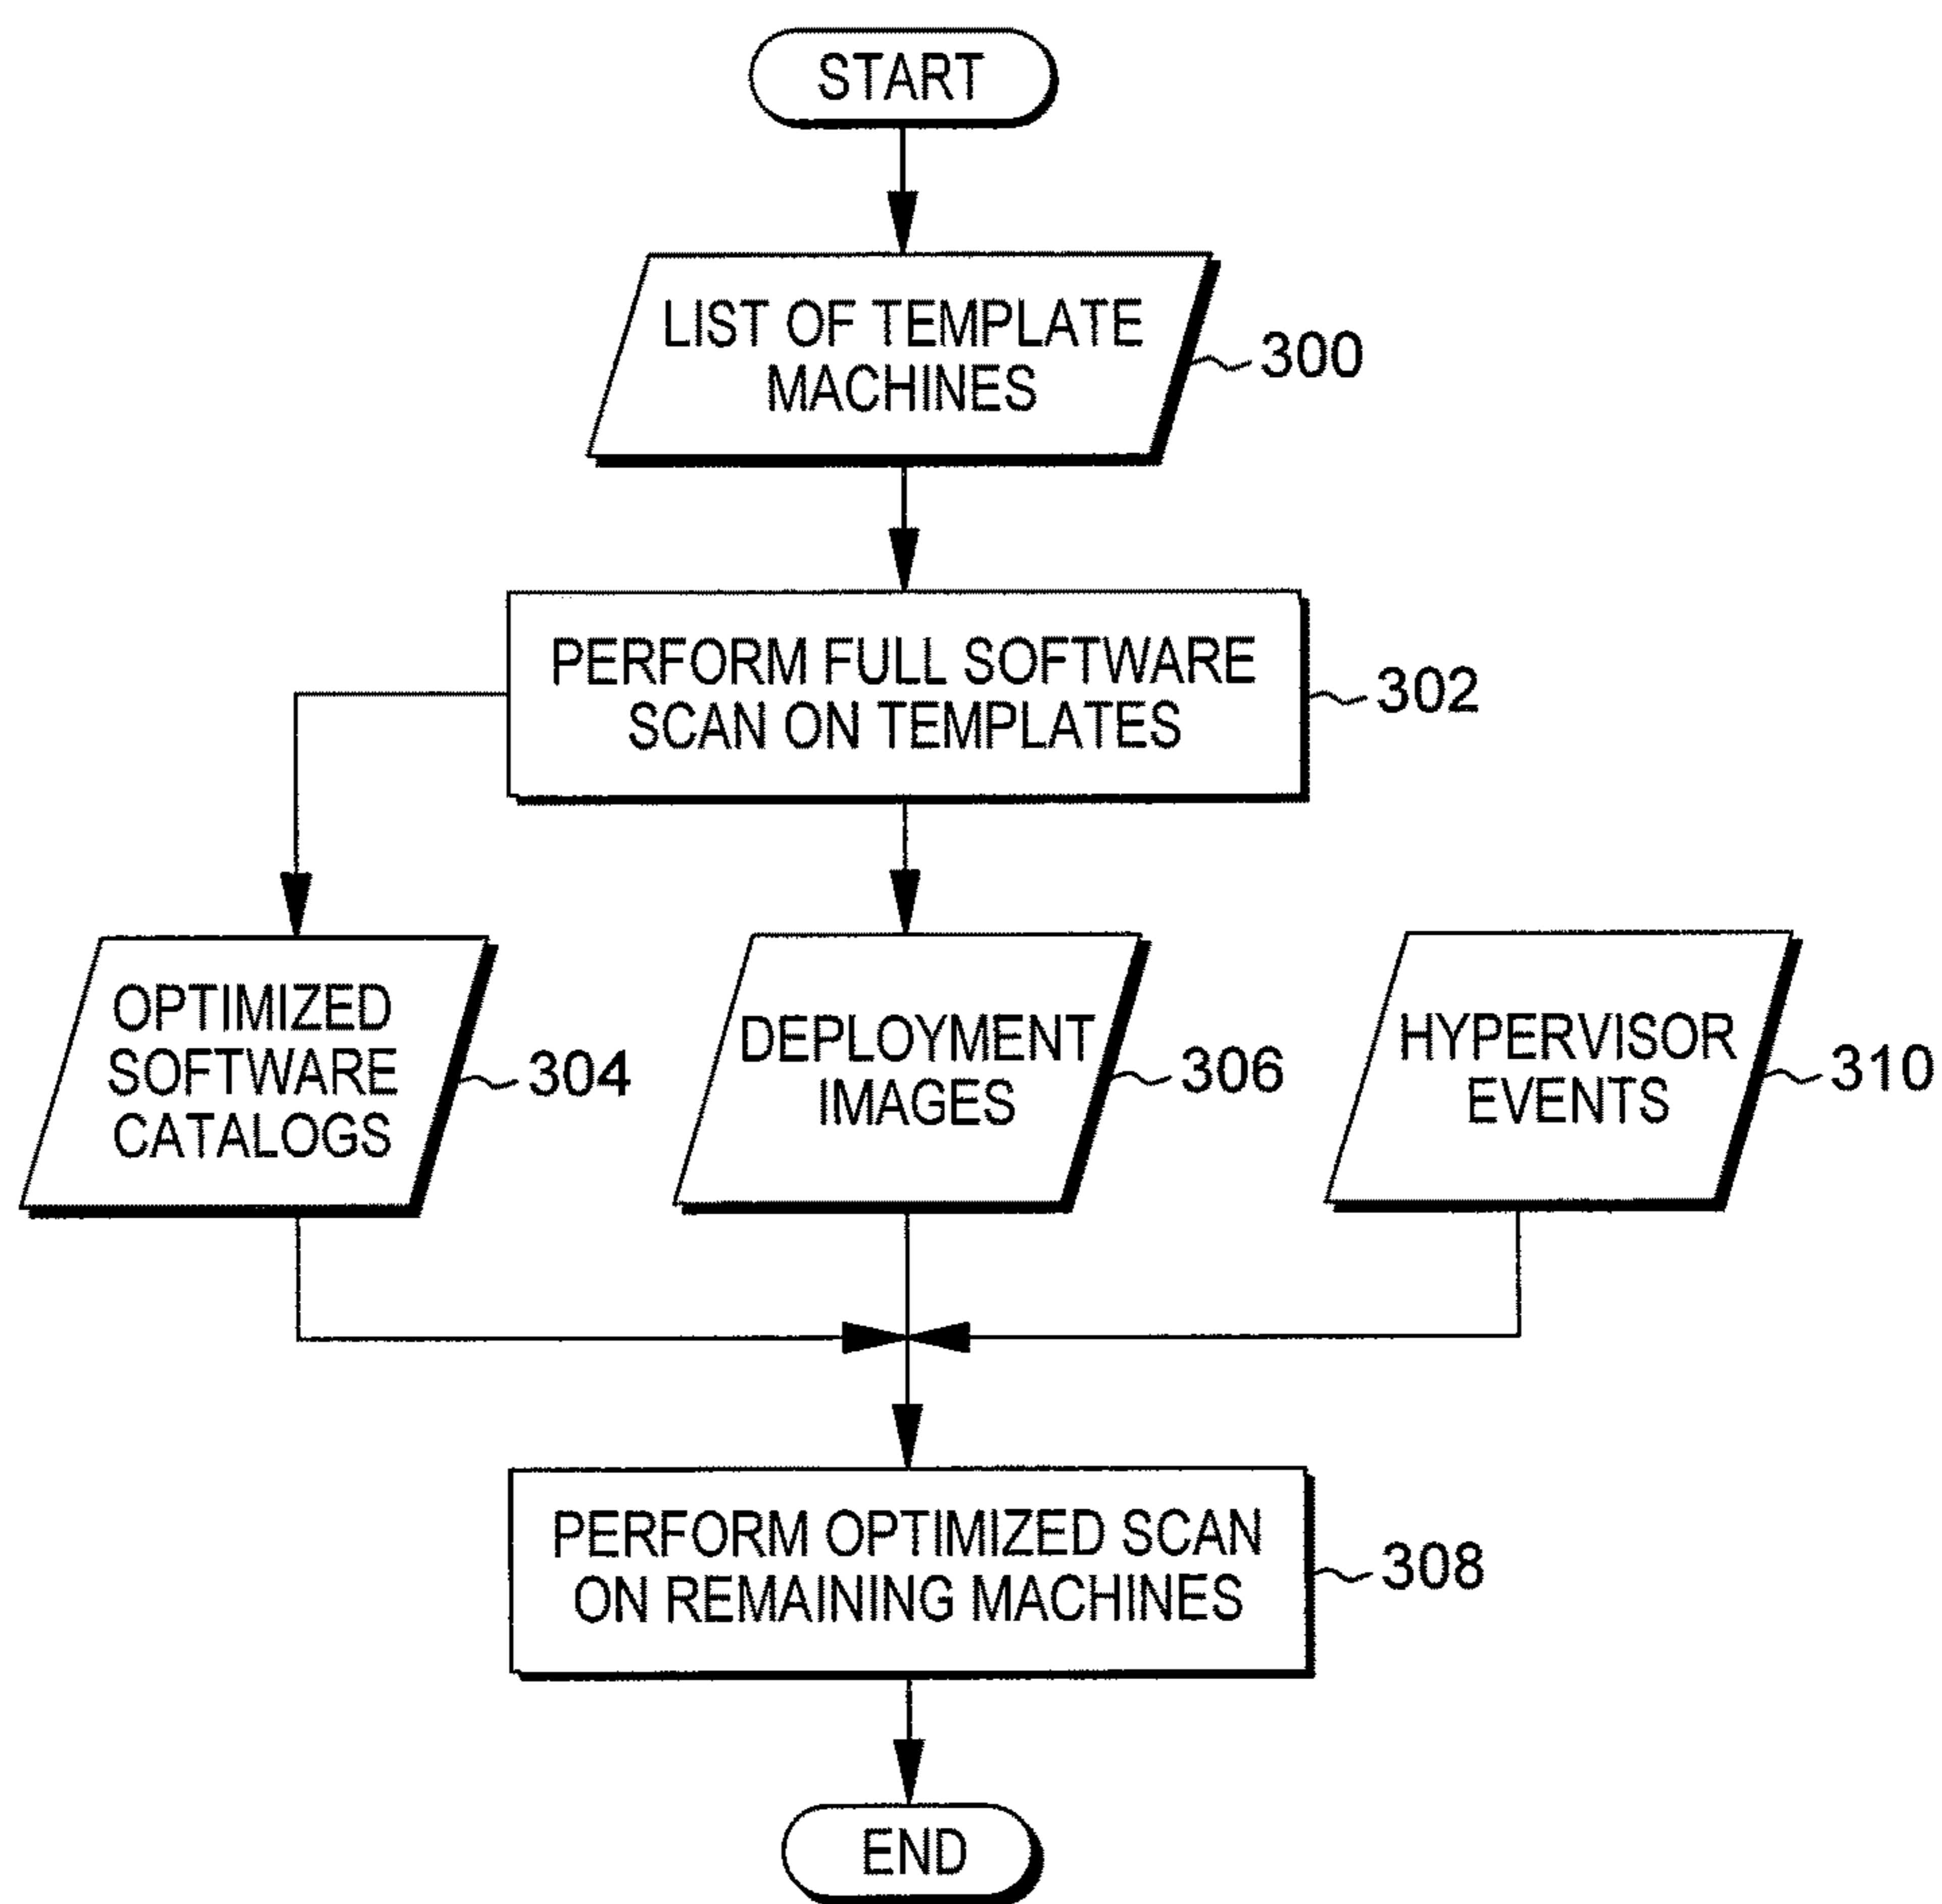 START
LIST OF TEMPLATE
MACHINES
300
PERFORM FULL SOFTWARE
SCAN ON TEMPLATES
302
OPTIMIZED
SOFTWARE
CATALOGS
304
DEPLOYMENT
IMAGES
306
HYPERVISOR
EVENTS
310
PERFORM OPTIMIZED SCAN
ON REMAINING MACHINES
308
END